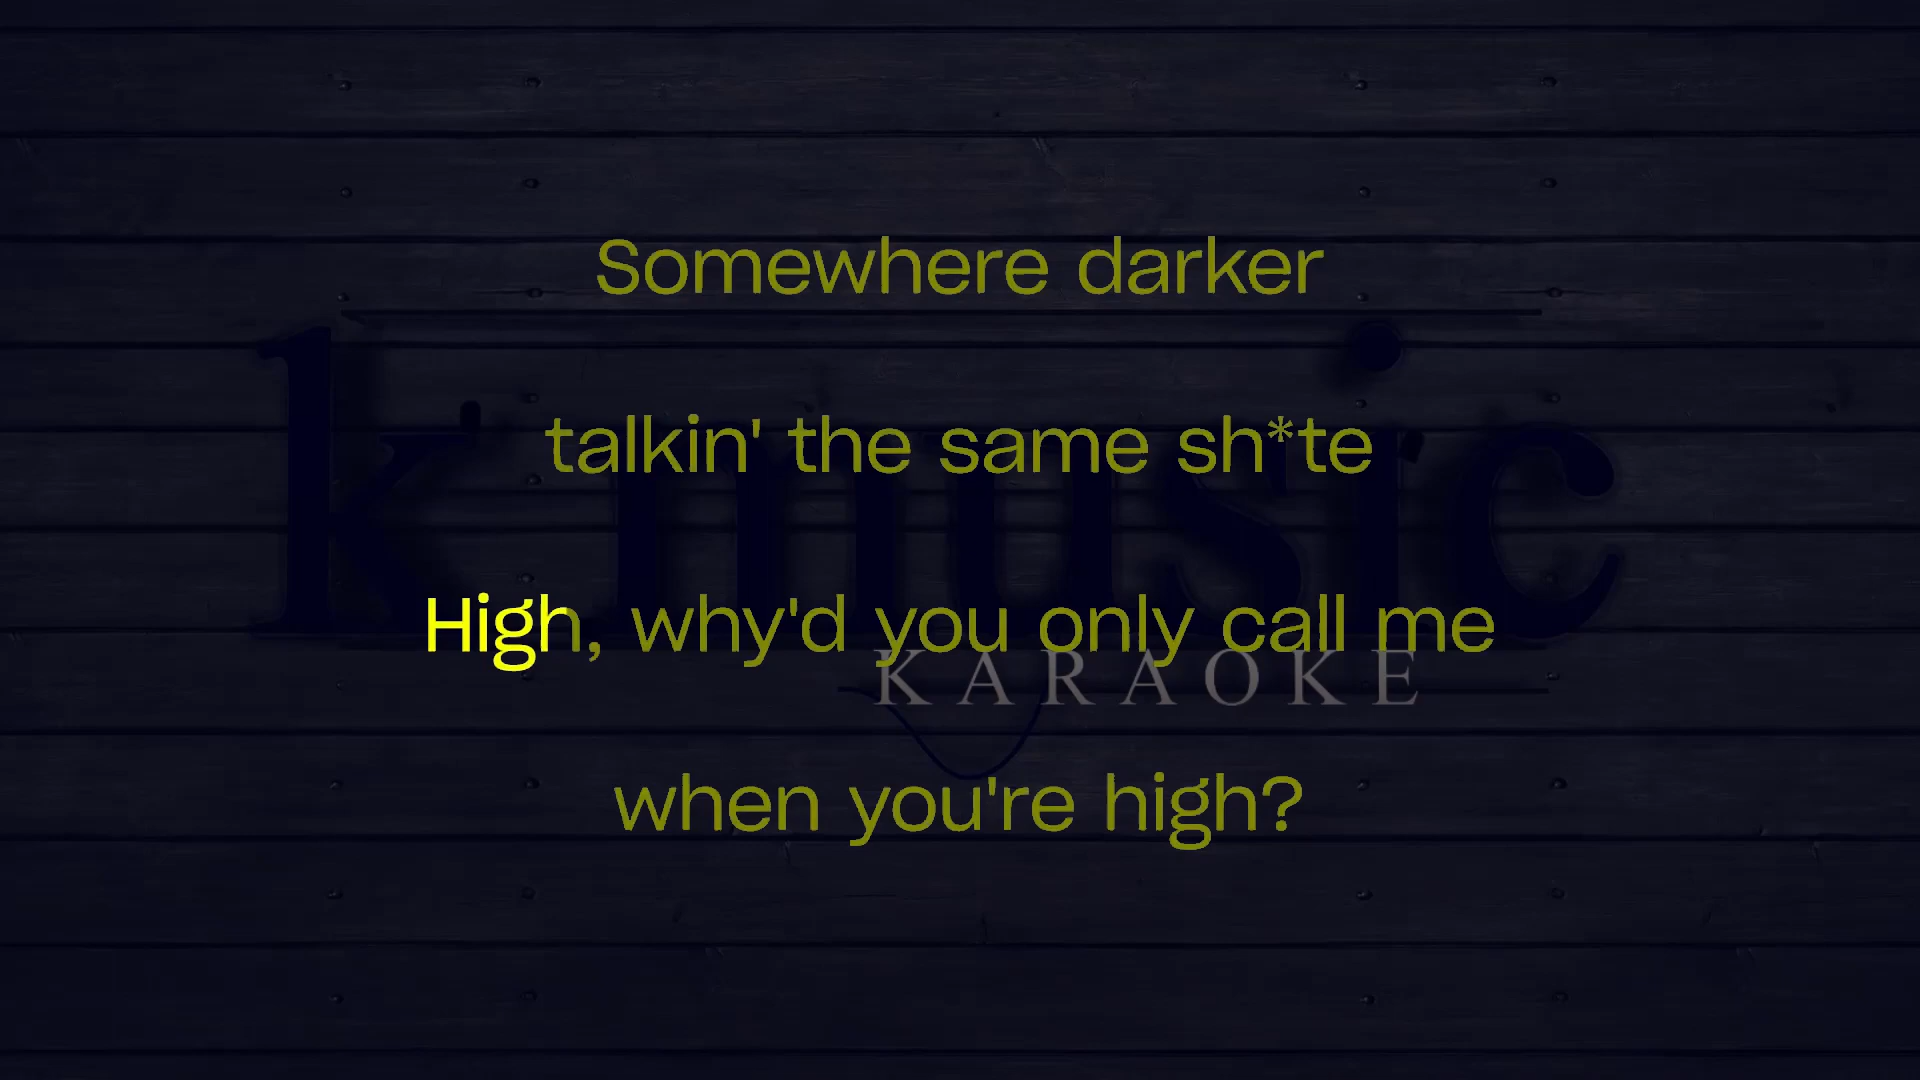 Somewhere darker
talkin' the same sh*te
High, why'd you only call me
when you're high?
k'music
KARAOKE